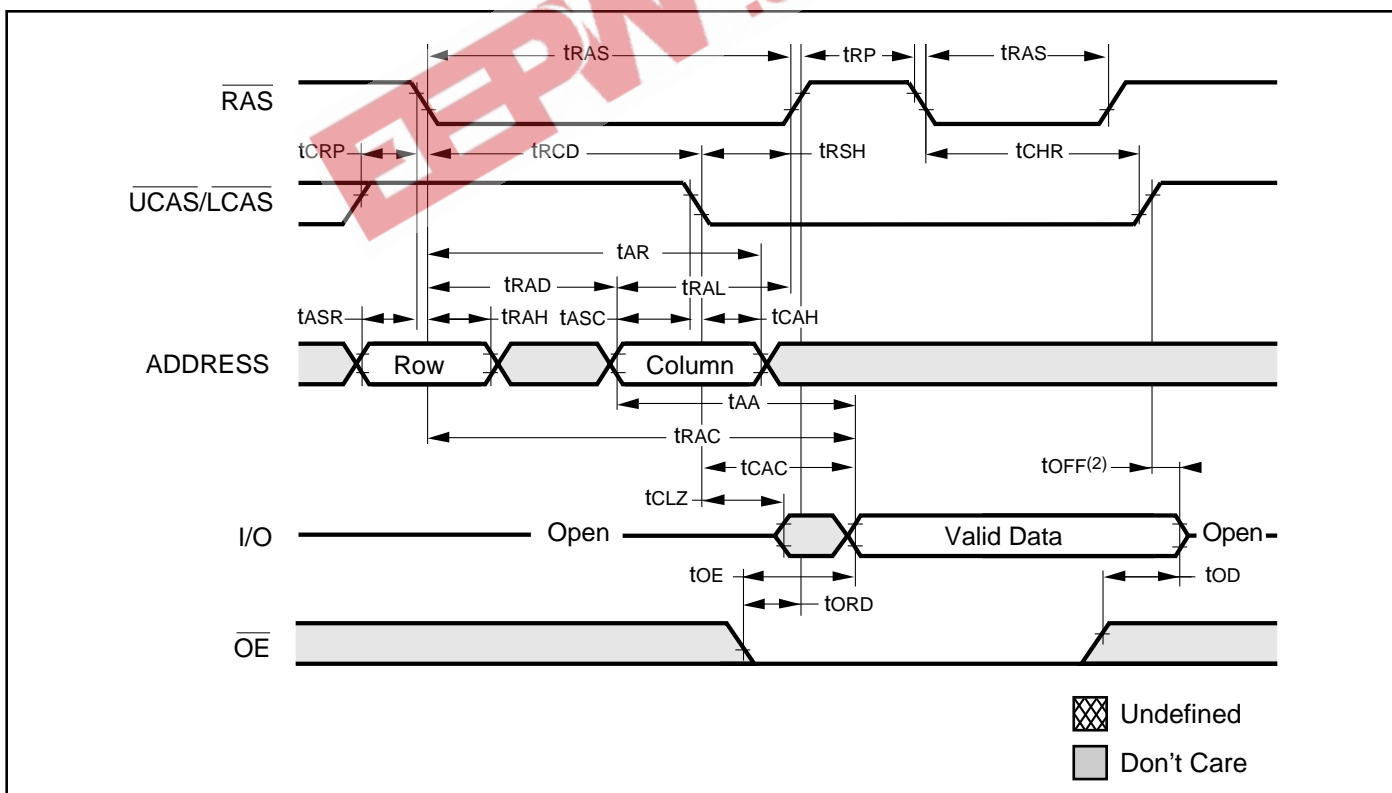 EEPW
tRAS tRP tRAS
RAS
tCRP tRCD tRSH tCHR
UCAS/LCAS
tAR
tRAD tRAL
tASR tRAH tASC tCAH
ADDRESS Row Column
tAA
tRAC
tCAC tOFF(2)
tCLZ
I/O Open Valid Data Open
tOE tOD
tORD
OE
Undefined
Don't Care